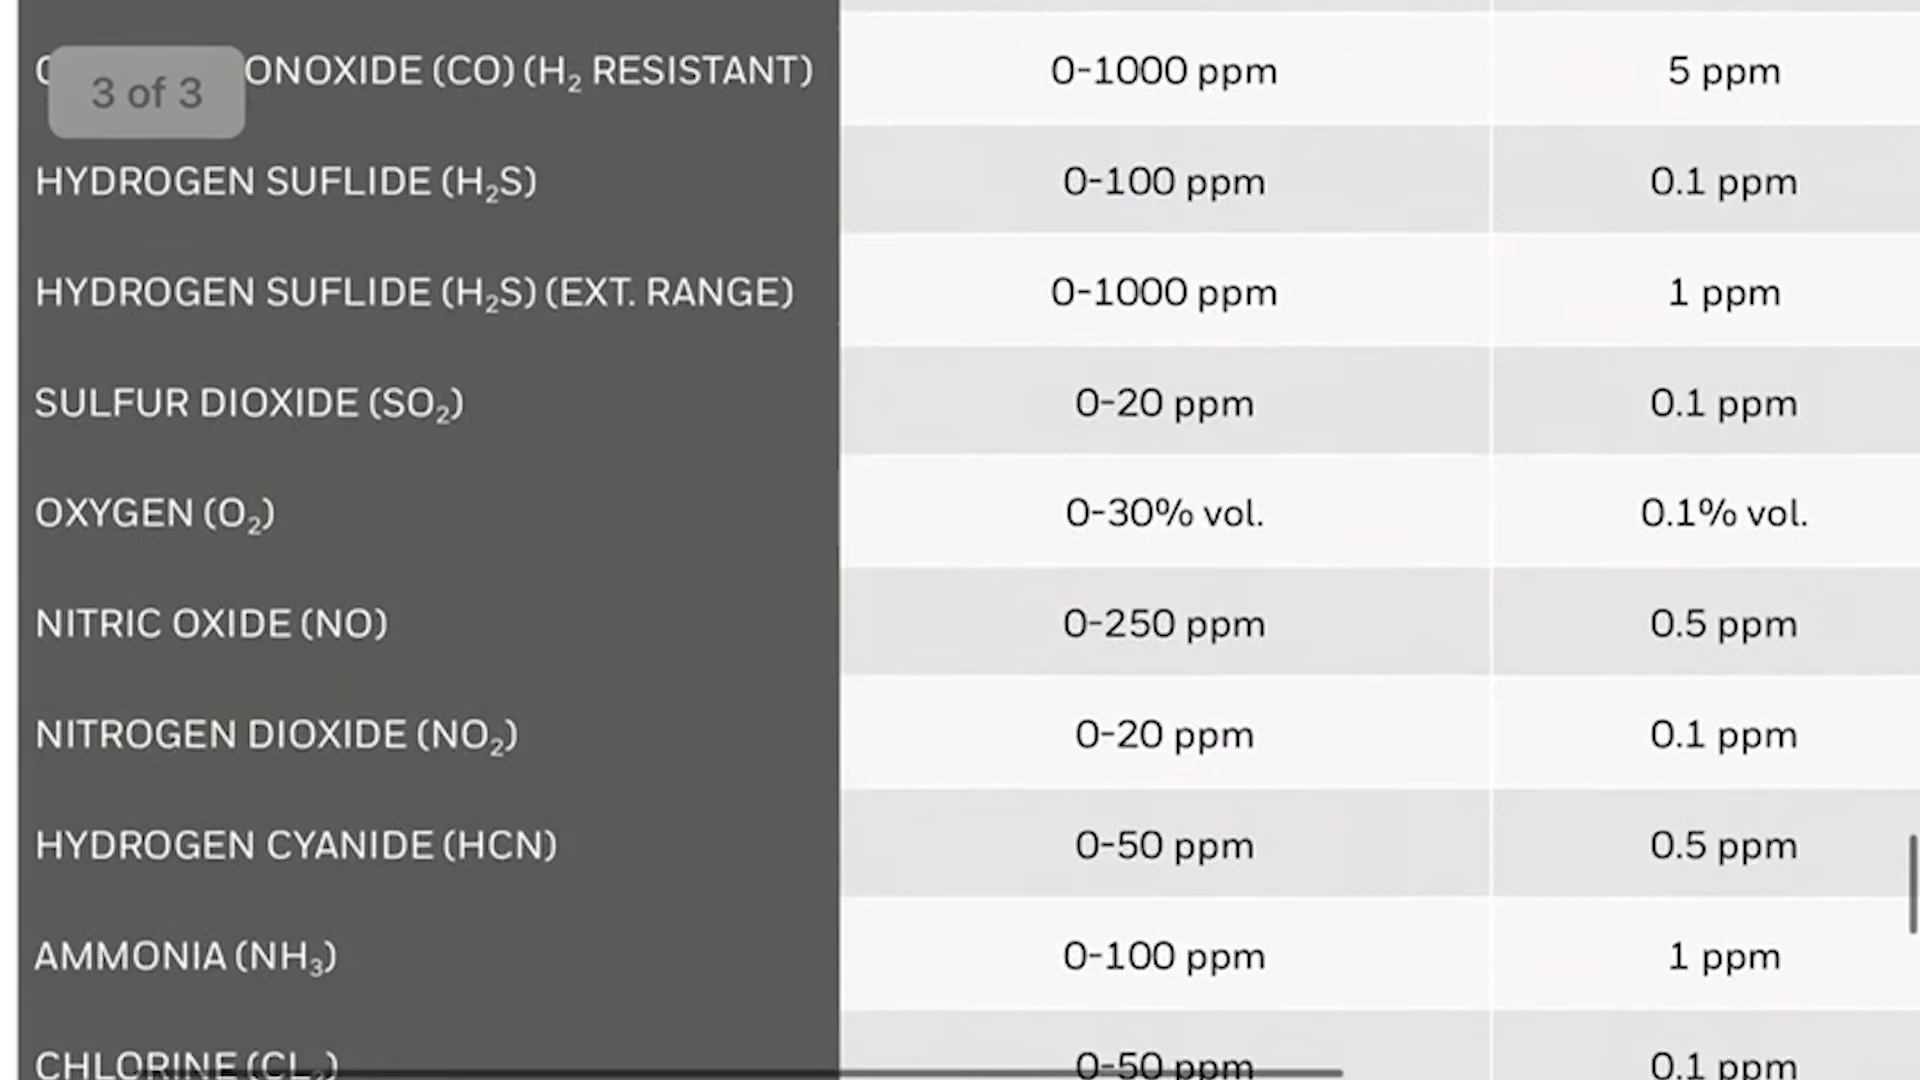 ONOXIDE (CO) (H₂ RESISTANT) 0-1000 ppm 5 ppm
3 of 3
HYDROGEN SUFLIDE (H₂S) 0-100 ppm 0.1 ppm
HYDROGEN SUFLIDE (H₂S) (EXT. RANGE) 0-1000 ppm 1 ppm
SULFUR DIOXIDE (SO₂) 0-20 ppm 0.1 ppm
OXYGEN (O₂) 0-30% vol. 0.1% vol.
NITRIC OXIDE (NO) 0-250 ppm 0.5 ppm
NITROGEN DIOXIDE (NO₂) 0-20 ppm 0.1 ppm
HYDROGEN CYANIDE (HCN) 0-50 ppm 0.5 ppm
AMMONIA (NH₃) 0-100 ppm 1 ppm
CHLORINE (CL₂) 0-50 ppm 0.1 ppm